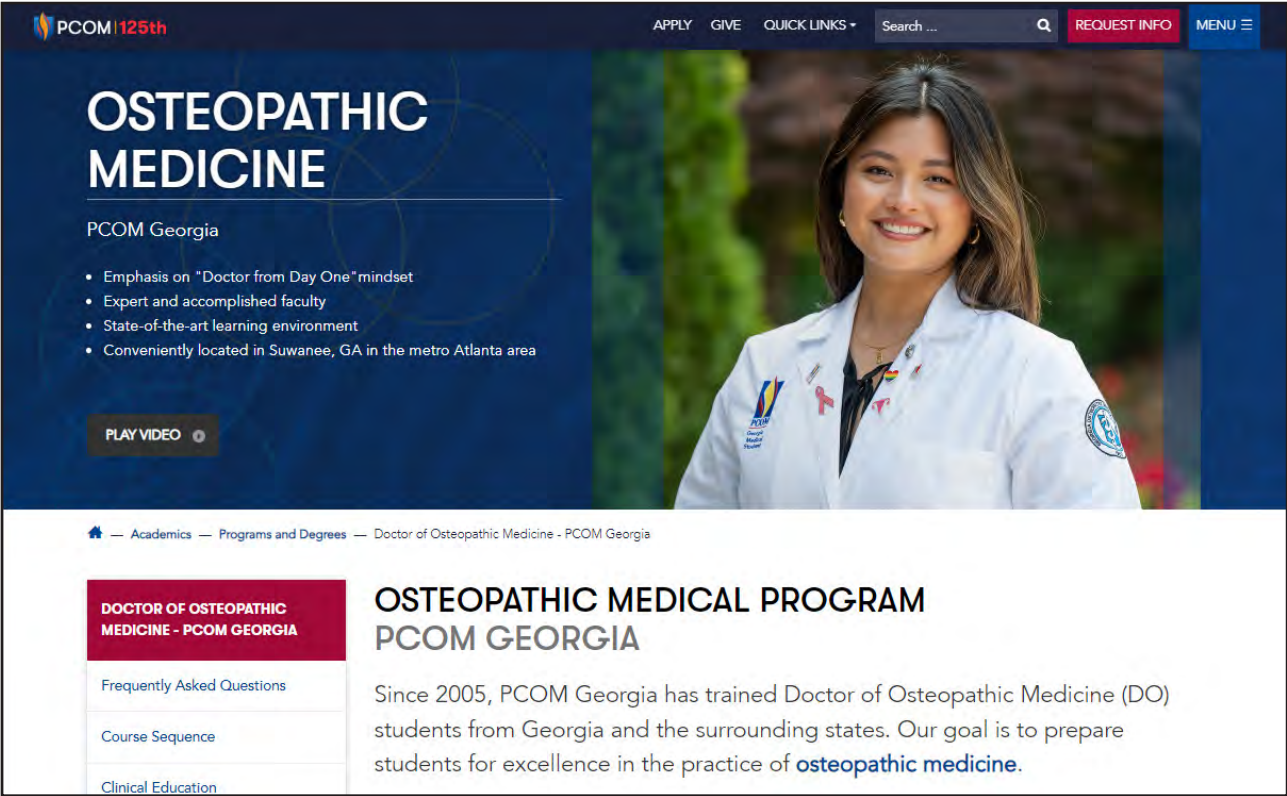 PCOM | 125th
APPLY GIVE QUICK LINKS REQUEST INFO MENU
Search ...
OSTEOPATHIC
MEDICINE
PCOM Georgia
• Emphasis on "Doctor from Day One"mindset
• Expert and accomplished faculty
• State-of-the-art learning environment
• Conveniently located in Suwanee, GA in the metro Atlanta area
PLAY VIDEO
PCOM
Georgia
Medical
Student
— Academics — Programs and Degrees — Doctor of Osteopathic Medicine - PCOM Georgia
DOCTOR OF OSTEOPATHIC
MEDICINE - PCOM GEORGIA
Frequently Asked Questions
Course Sequence
Clinical Education
OSTEOPATHIC MEDICAL PROGRAM
PCOM GEORGIA
Since 2005, PCOM Georgia has trained Doctor of Osteopathic Medicine (DO)
students from Georgia and the surrounding states. Our goal is to prepare
students for excellence in the practice of osteopathic medicine.